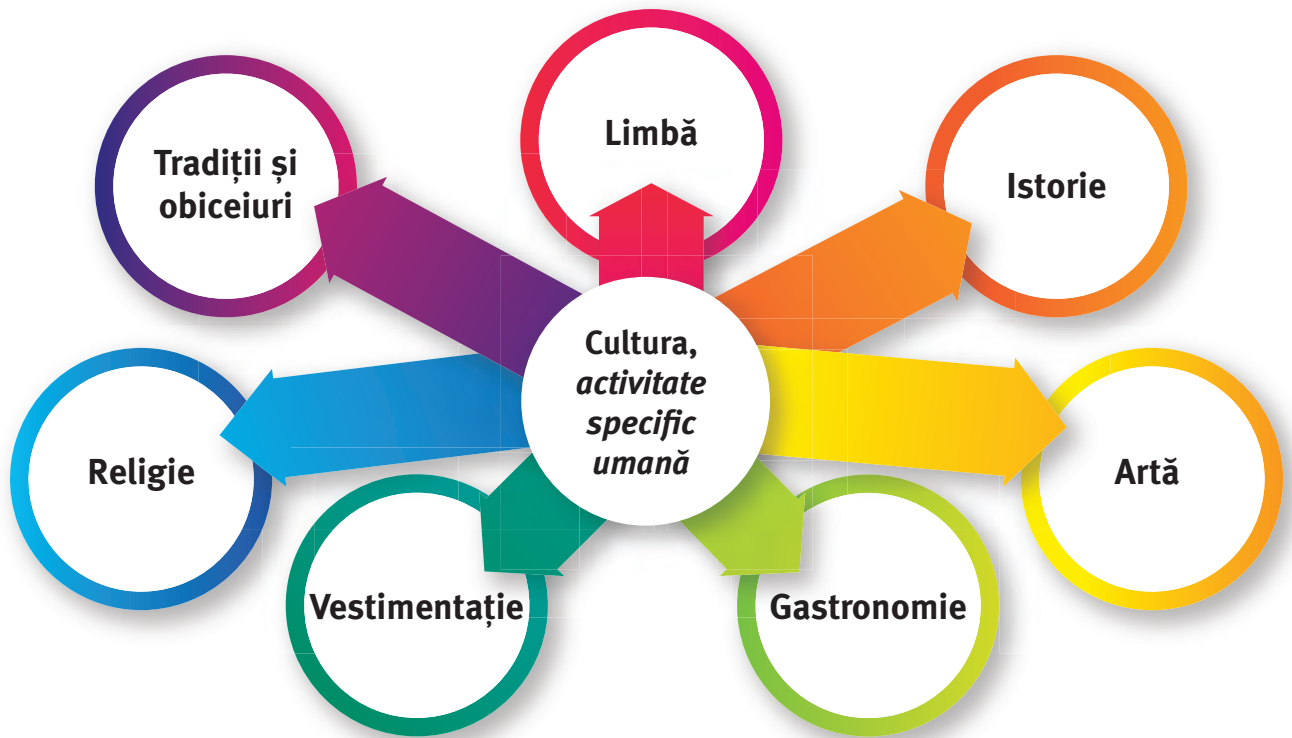 Limbă
Tradiții și
obiceiuri
Istorie
Cultura,
activitate
specific
umană
Religie
Artă
Vestimentație
Gastronomie